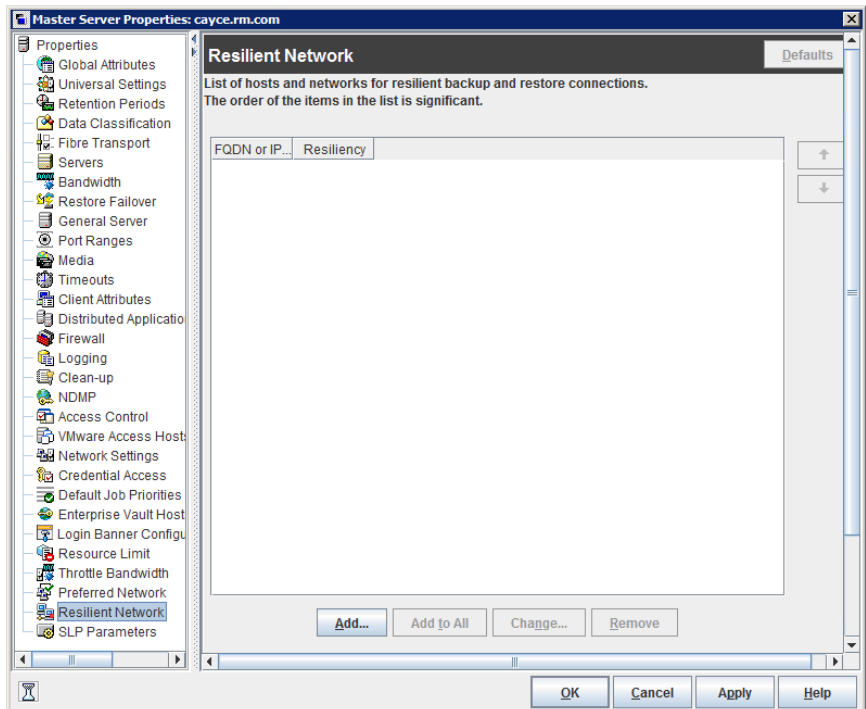 Master Server Properties: cayce.rm.com
Properties
Global Attributes
Universal Settings
Retention Periods
Data Classification
Fibre Transport
Servers
Bandwidth
Restore Failover
General Server
Port Ranges
Media
Timeouts
Client Attributes
Distributed Applicatio
Firewall
Logging
Clean-up
NDMP
Access Control
VMware Access Hosts
Network Settings
Credential Access
Default Job Priorities
Enterprise Vault Host
Login Banner Configu
Resource Limit
Throttle Bandwidth
Preferred Network
Resilient Network
SLP Parameters
Resilient Network
Defaults
List of hosts and networks for resilient backup and restore connections.
The order of the items in the list is significant.
FQDN or IP... Resiliency
Add... Add to All Change... Remove
OK Cancel Apply Help